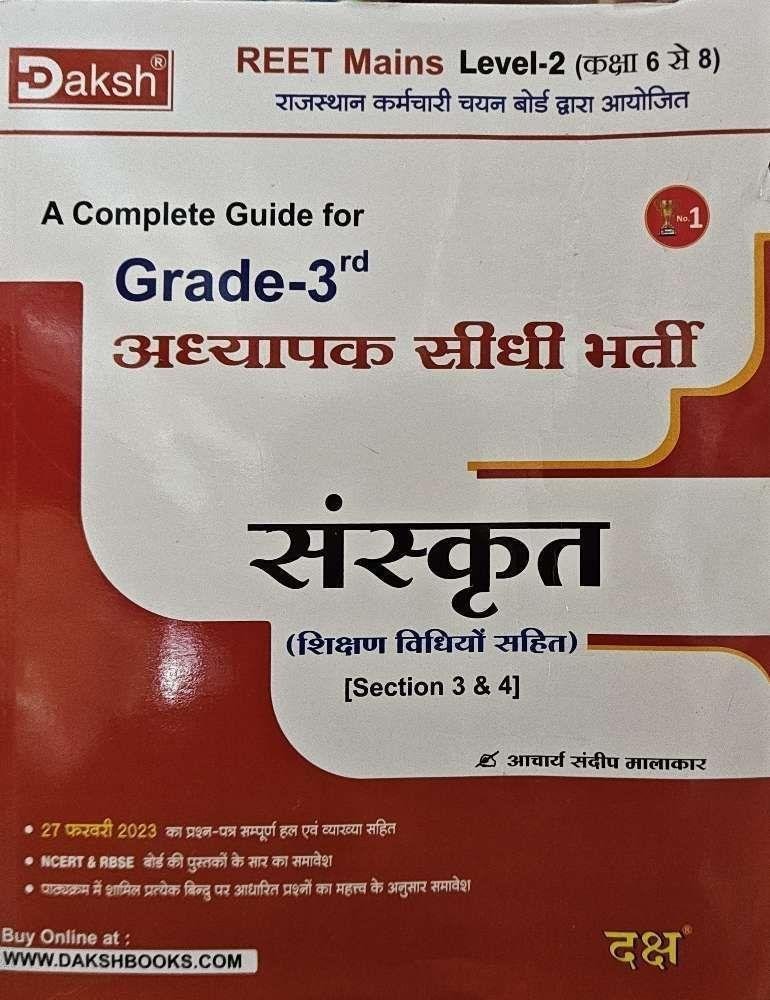 Daksh®
REET Mains Level-2 (कक्षा 6 से 8)
राजस्थान कर्मचारी चयन बोर्ड द्वारा आयोजित
A Complete Guide for
No.1
Grade-3rd
अध्यापक सीधी भर्ती
संस्कृत
(शिक्षण विधियों सहित)
[Section 3 & 4]
आचार्य संदीप मालाकार
• 27 फरवरी 2023 का प्रश्न-पत्र सम्पूर्ण हल एवं व्याख्या सहित
• NCERT & RBSE बोर्ड की पुस्तकों के सार का समावेश
• पाठ्यक्रम में शामिल प्रत्येक बिन्दु पर आधारित प्रश्नों का महत्त्व के अनुसार समावेश
Buy Online at :
WWW.DAKSHBOOKS.COM
दक्ष®